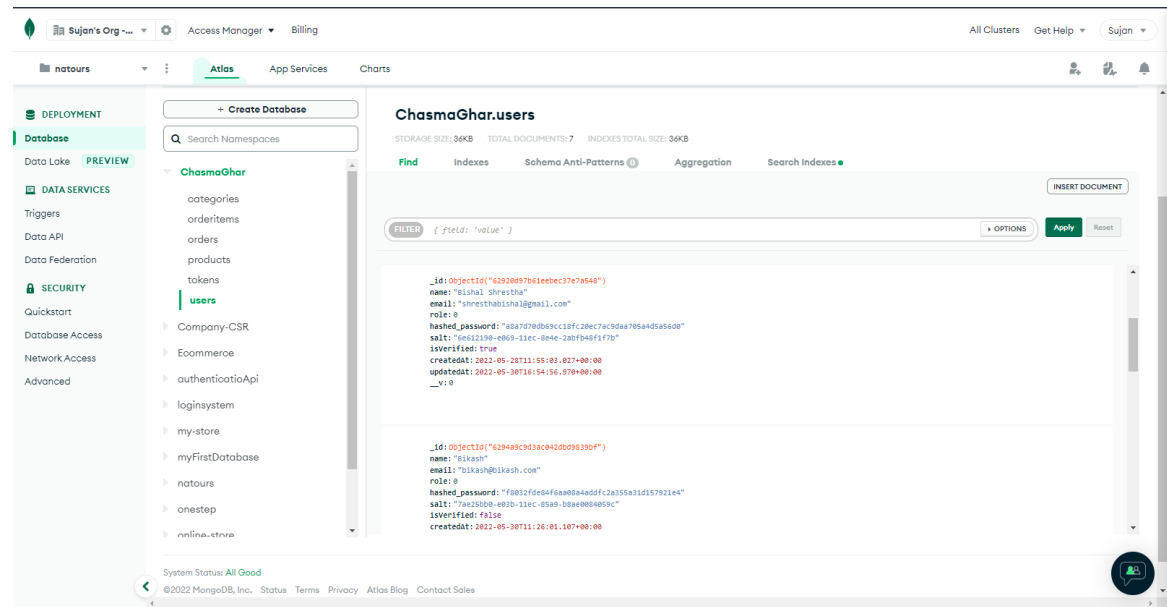 Sujan's Org -... Access Manager Billing All Clusters Get Help Sujan
natours Atlas App Services Charts
DEPLOYMENT
Database
Data Lake PREVIEW
DATA SERVICES
Triggers
Data API
Data Federation
SECURITY
Quickstart
Database Access
Network Access
Advanced
+ Create Database
Search Namespaces
ChasmaGhar
categories
orderitems
orders
products
tokens
users
Company-CSR
Ecommerce
authenticatioApi
loginsystem
my-store
myFirstDatabase
natours
onestep
online-store
ChasmaGhar.users
STORAGE SIZE: 36KB TOTAL DOCUMENTS: 7 INDEXES TOTAL SIZE: 36KB
Find Indexes Schema Anti-Patterns 0 Aggregation Search Indexes
INSERT DOCUMENT
FILTER { field: 'value' } OPTIONS Apply Reset
_id: ObjectId("62920d97b61eebec37e7a548")
name: "Bishal Shrestha"
email: "shresthabishal@gmail.com"
role: 0
hashed_password: "a8a7d70db69cc18fc20ec7ac9daa705a4d5a56d0"
salt: "6e612190-e069-11ec-8e4e-2abfb48f1f7b"
isVerified: true
createdAt: 2022-05-28T11:55:03.027+00:00
updatedAt: 2022-05-30T16:54:56.970+00:00
__v: 0
_id: ObjectId("6294a9c9d3ac042dbd9839bf")
name: "Bikash"
email: "bikash@bikash.com"
role: 0
hashed_password: "f8032fde84f6aa08a4addfc2a355a31d157921e4"
salt: "7ae25bb0-e03b-11ec-85a9-b8ae0084059c"
isVerified: false
createdAt: 2022-05-30T11:26:01.107+00:00
System Status: All Good
©2022 MongoDB, Inc. Status Terms Privacy Atlas Blog Contact Sales